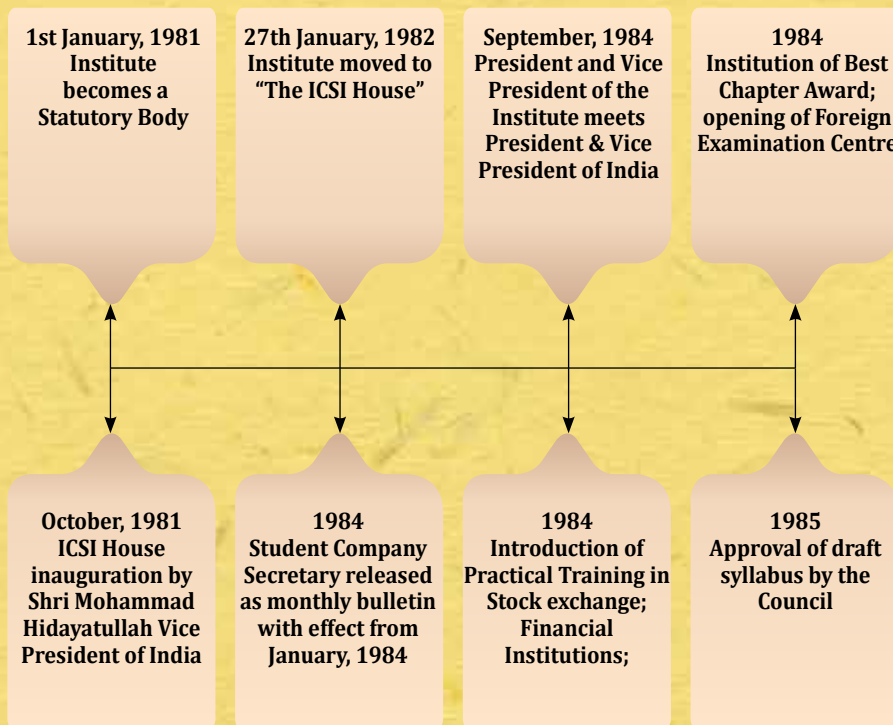 1st January, 1981
Institute
becomes a
Statutory Body
27th January, 1982
Institute moved to
“The ICSI House”
September, 1984
President and Vice
President of the
Institute meets
President & Vice
President of India
1984
Institution of Best
Chapter Award;
opening of Foreign
Examination Centre
October, 1981
ICSI House
inauguration by
Shri Mohammad
Hidayatullah Vice
President of India
1984
Student Company
Secretary released
as monthly bulletin
with effect from
January, 1984
1984
Introduction of
Practical Training in
Stock exchange;
Financial
Institutions;
1985
Approval of draft
syllabus by the
Council